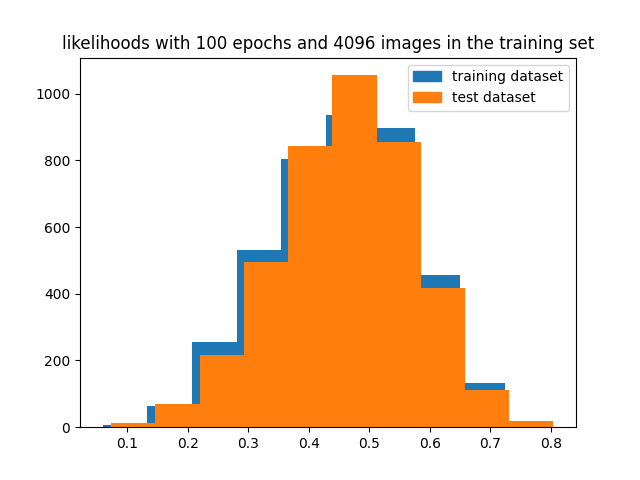 likelihoods with 100 epochs and 4096 images in the training set
training dataset
test dataset
1000
800
600
400
200
0
0.1 0.2 0.3 0.4 0.5 0.6 0.7 0.8